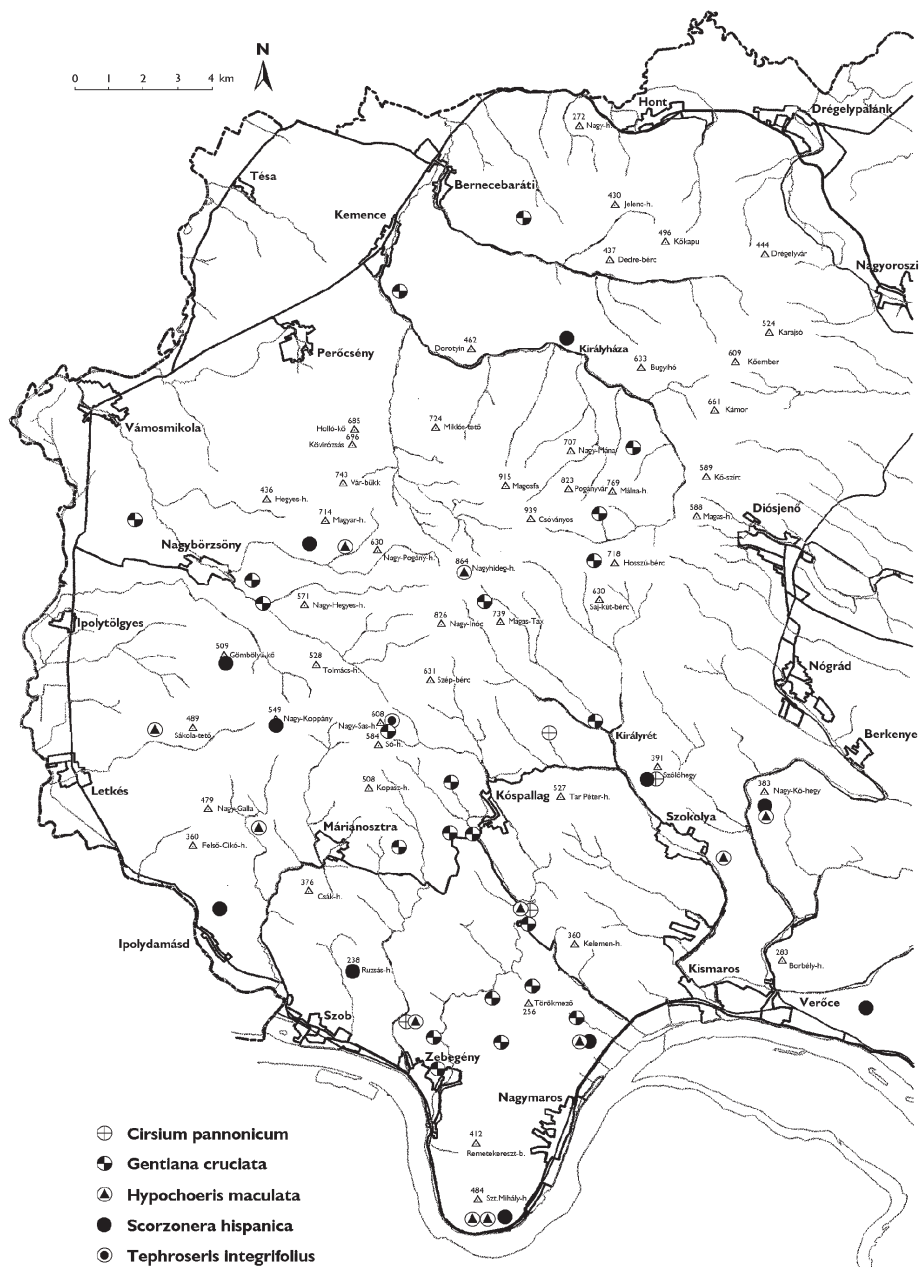 N
0 1 2 3 4 km
Hont
Drégelypalánk
272
Nagy-h.
Tésa
Bernecebaráti
430
Jelenc-h.
Kemence
496
Kőkapu
437
Dedre-bérc
444
Drégelyvár
Nagyoroszi
524
Karajsó
Perőcsény
462
Dorotyín
Királyháza
633
Bugyihó
609
Kőember
661
Kámor
Vámosmikola
685
Holló-kő
696
Kővirózsás
724
Miklós-tető
707
Nagy-Mána
743
Vár-bükk
915
Magosfa
823
Pogányvár
769
Málna-h.
589
Kő-szirt
436
Hegyes-h.
714
Magyar-h.
939
Csóványos
588
Magas-h.
Diósjenő
Nagybörzsöny
630
Nagy-Pogány-h.
864
Nagyhideg-h.
718
Hosszú-bérc
571
Nagy-Hegyes-h.
630
Saj-kút-bérc
Ipolytölgyes
826
Nagy-Inóc
739
Magas-Tax
509
Gömbölyű-kő
528
Tolmács-h.
631
Szép-bérc
Nógrád
549
Nagy-Koppány
608
Nagy-Sas-h.
489
Sákola-tető
584
Só-h.
Királyrét
Berkenye
391
Szőlőhegy
Letkés
508
Kopasz-h.
Kóspallag
527
Tar Péter-h.
383
Nagy-Kő-hegy
479
Nagy-Galla
Márianosztra
Szokolya
360
Felső-Cikó-h.
376
Csák-h.
Ipolydamásd
360
Kelemen-h.
238
Ruzsás-h.
Kismaros
283
Borbély-h.
Törökmező
256
Verőce
Szob
Zebegény
Nagymaros
412
Remetekereszt-b.
484
Szt.Mihály-h.
Cirsium pannonicum
Gentiana cruciata
Hypochoeris maculata
Scorzonera hispanica
Tephroseris integrifolius